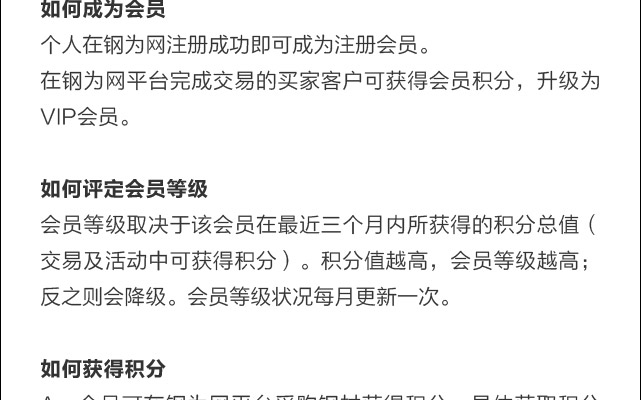 如何成为会员
个人在钢为网注册成功即可成为注册会员。
在钢为网平台完成交易的买家客户可获得会员积分，升级为
VIP会员。
如何评定会员等级
会员等级取决于该会员在最近三个月内所获得的积分总值（
交易及活动中可获得积分）。积分值越高，会员等级越高；
反之则会降级。会员等级状况每月更新一次。
如何获得积分